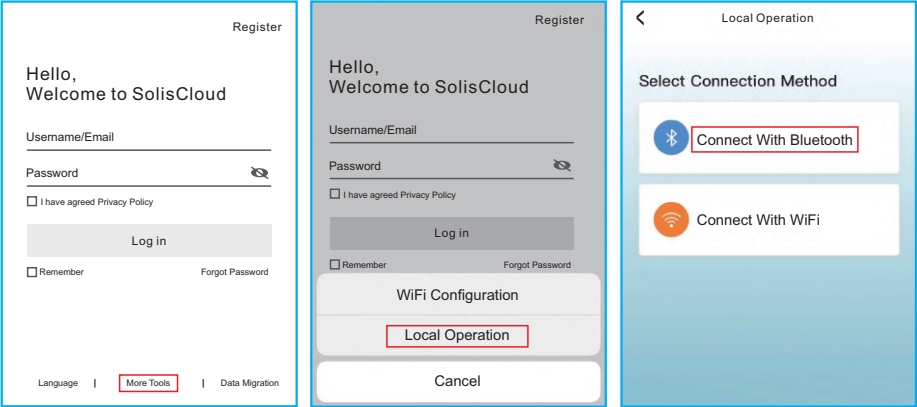 Register
Hello,
Welcome to SolisCloud
Username/Email
Password
I have agreed Privacy Policy
Log in
Remember
Forgot Password
Language | More Tools | Data Migration
Register
Hello,
Welcome to SolisCloud
Username/Email
Password
I have agreed Privacy Policy
Log in
Remember
Forgot Password
WiFi Configuration
Local Operation
Cancel
Local Operation
Select Connection Method
Connect With Bluetooth
Connect With WiFi